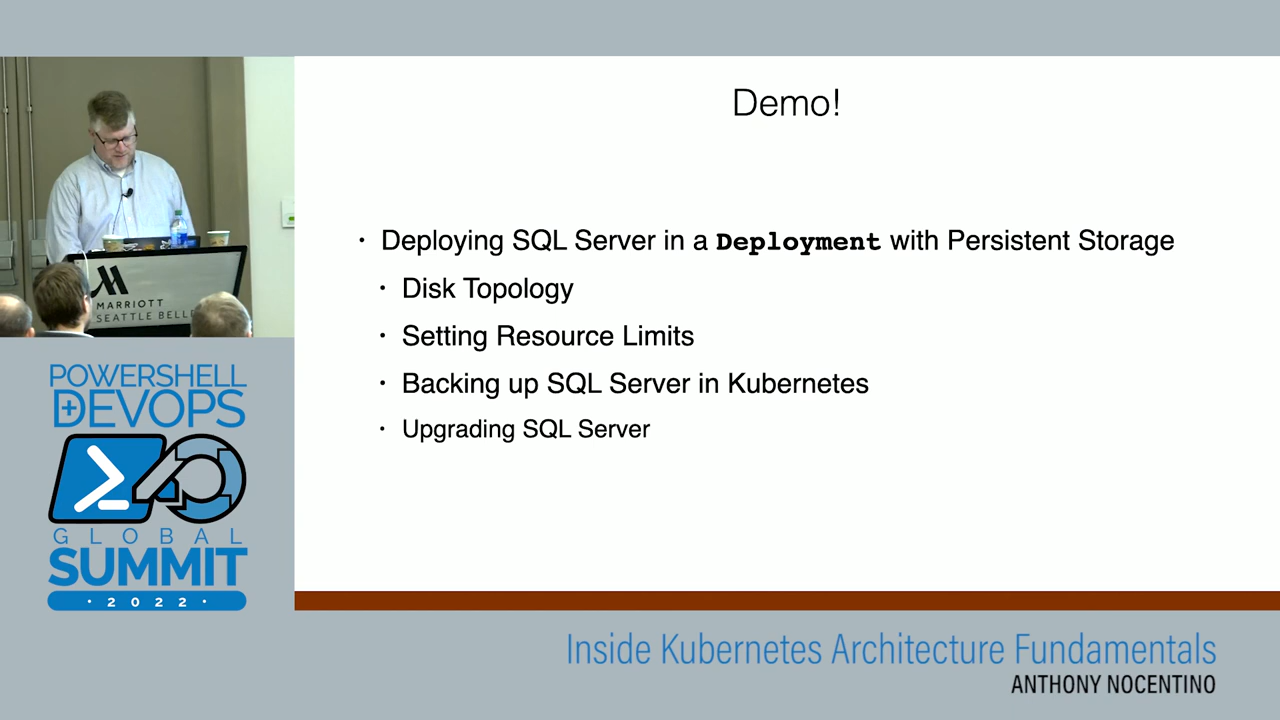 Demo!
• Deploying SQL Server in a Deployment with Persistent Storage
• Disk Topology
• Setting Resource Limits
• Backing up SQL Server in Kubernetes
• Upgrading SQL Server
MARRIOTT
SEATTLE BELL
POWERSHELL
+ DEVOPS
GLOBAL
SUMMIT
· 2022 ·
Inside Kubernetes Architecture Fundamentals
ANTHONY NOCENTINO